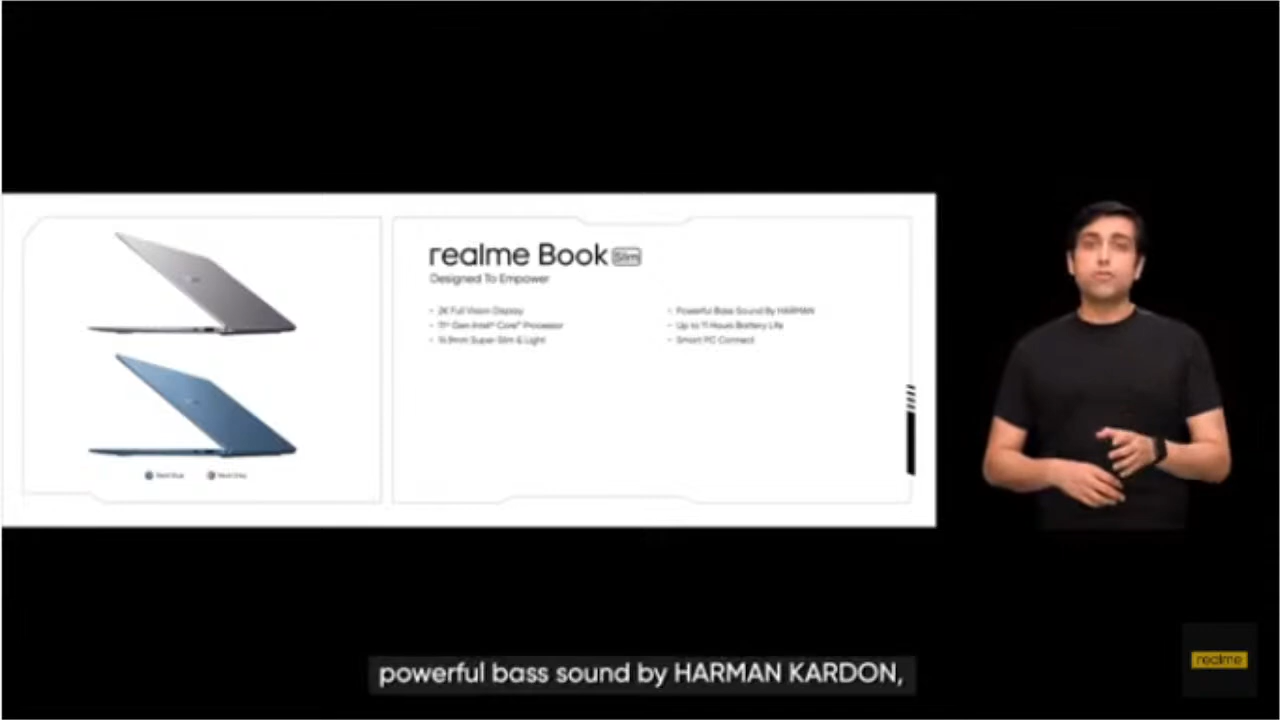 realme Book Slim
Designed To Empower
2K Full Vision Display
11th Gen Intel® Core™ Processor
14.9mm Super Slim & Light
Powerful Bass Sound By HARMAN
Up to 11 Hours Battery Life
Smart PC Connect
powerful bass sound by HARMAN KARDON,
realme